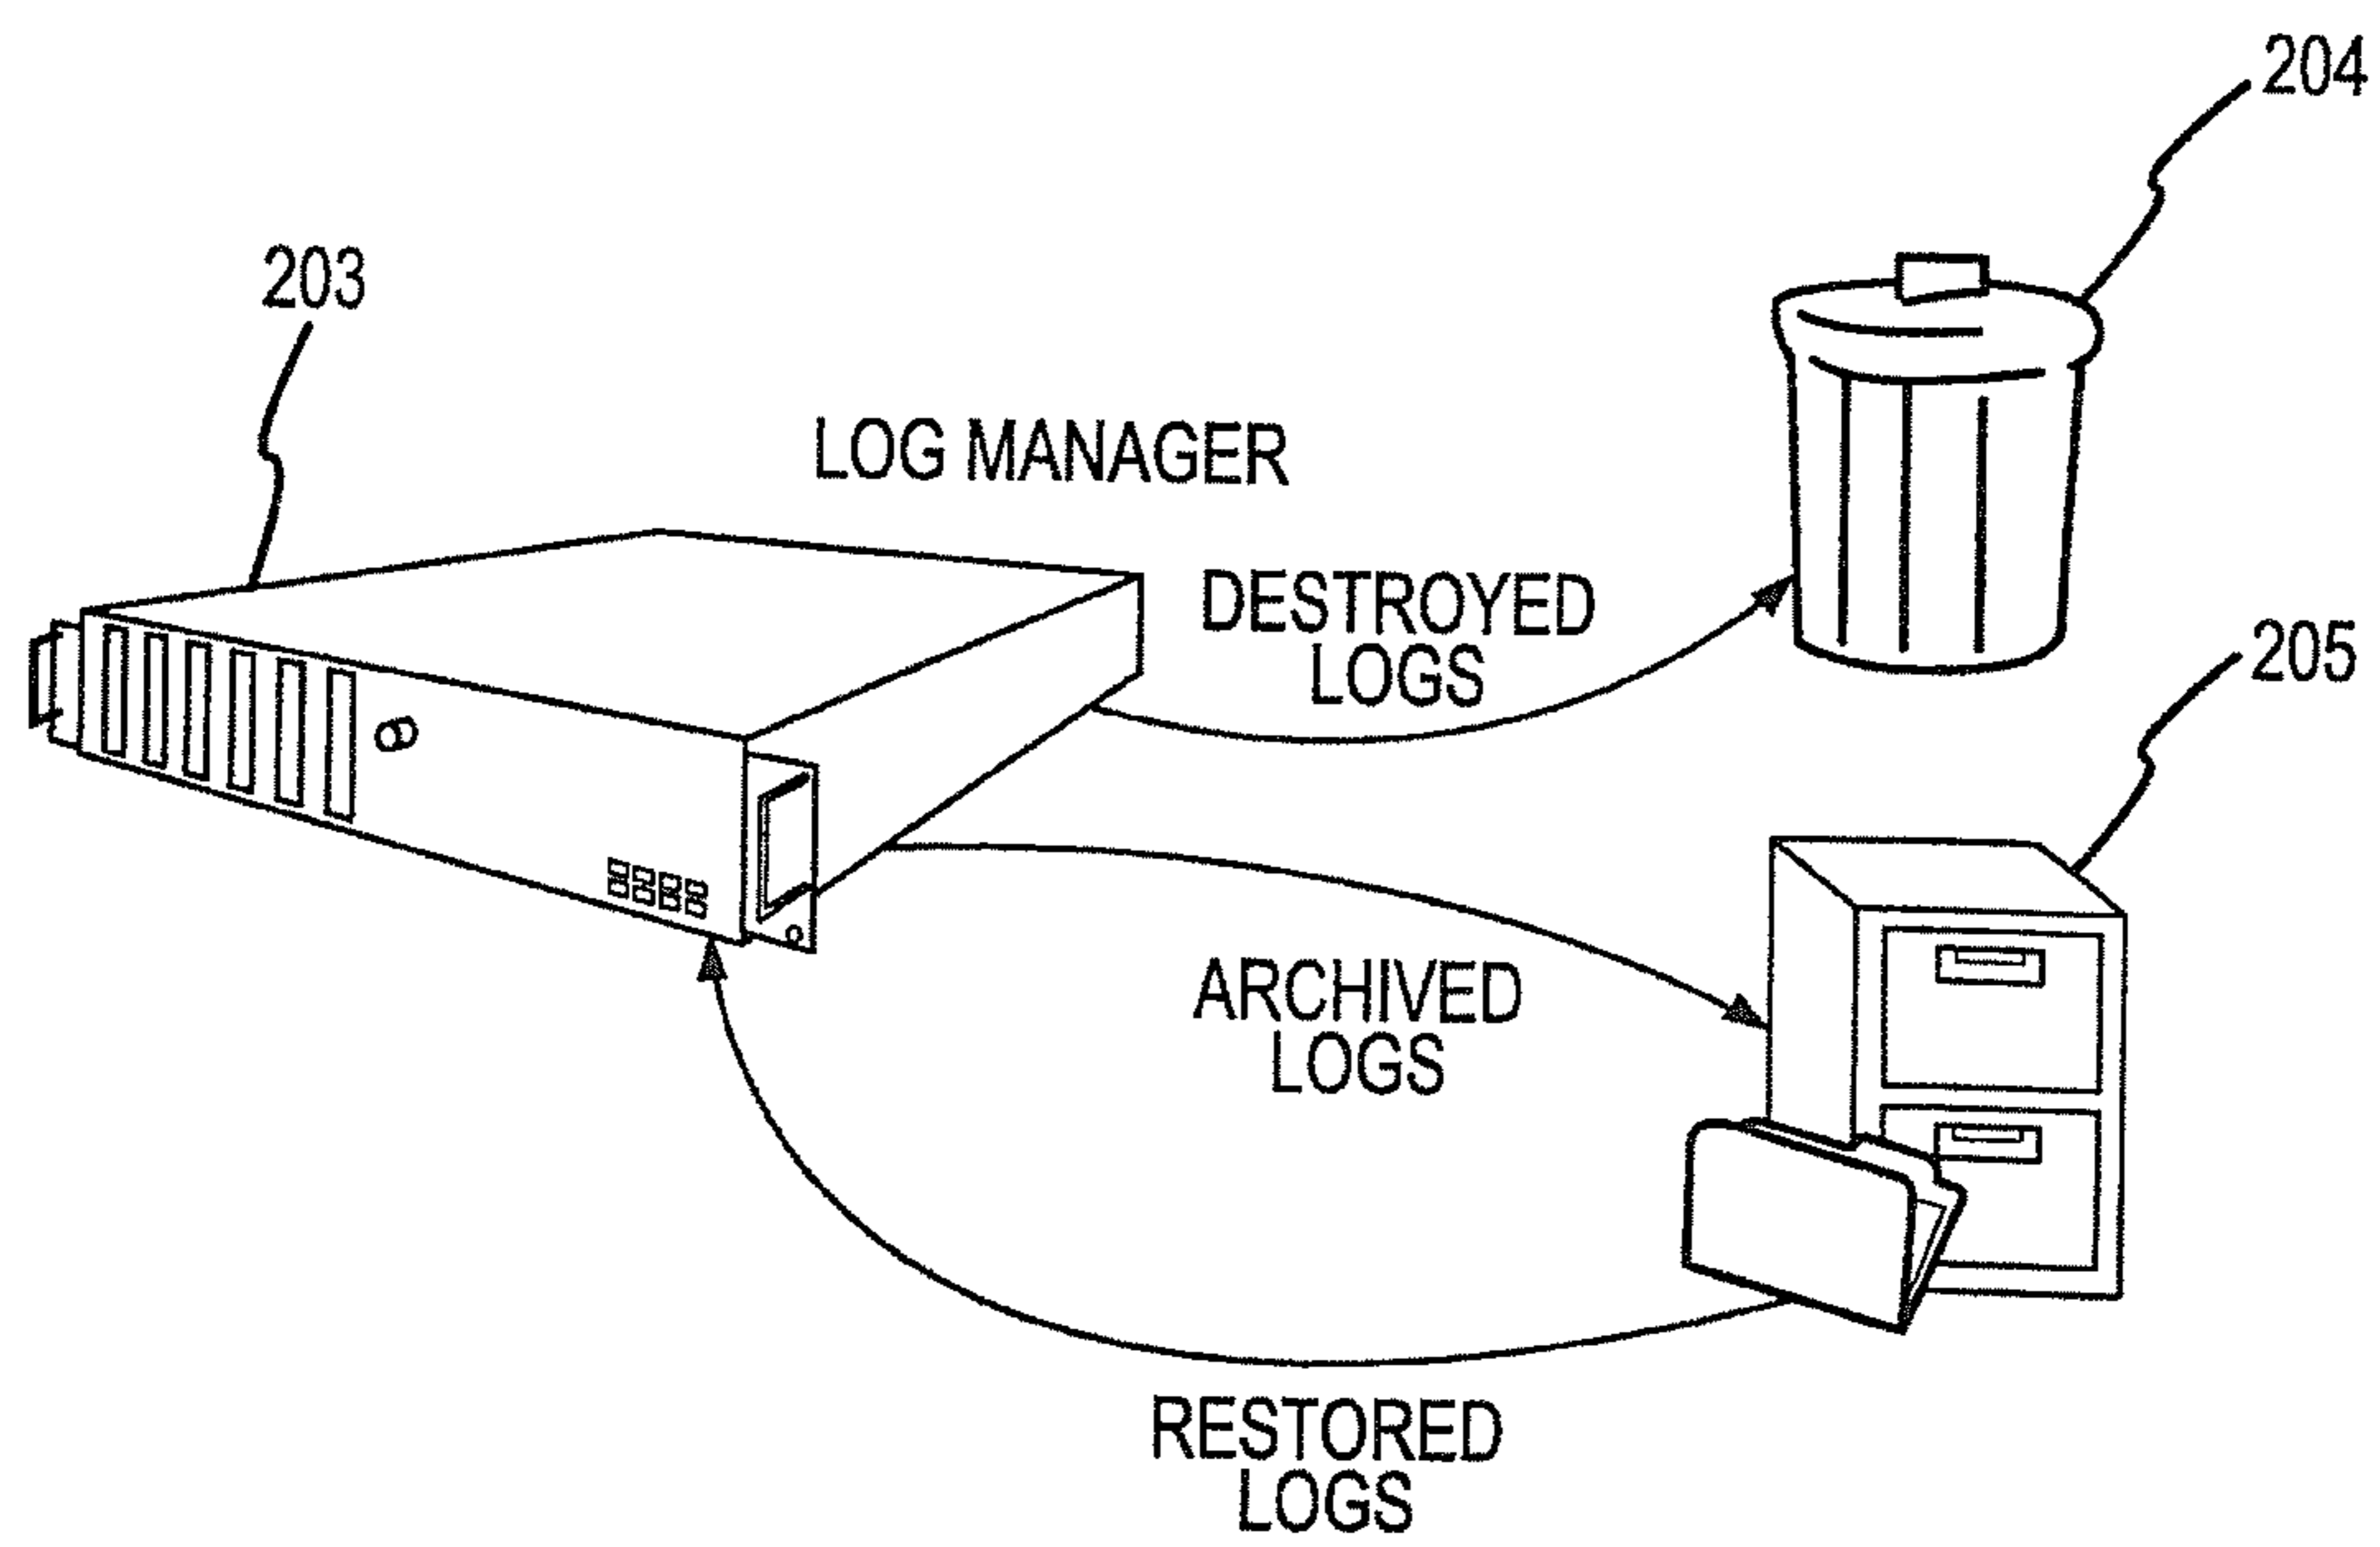 204
203
LOG MANAGER
DESTROYED
LOGS
205
ARCHIVED
LOGS
RESTORED
LOGS